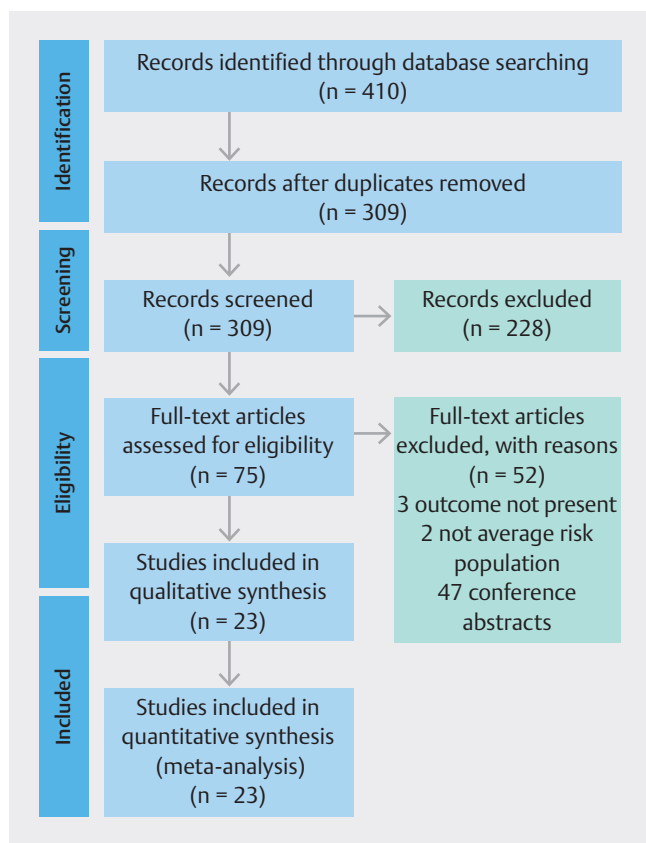 Identification
Records identified through database searching
(n = 410)
Records after duplicates removed
(n = 309)
Screening
Records screened
(n = 309)
Records excluded
(n = 228)
Eligibility
Full-text articles
assessed for eligibility
(n = 75)
Full-text articles
excluded, with reasons
(n = 52)
3 outcome not present
2 not average risk
population
47 conference
abstracts
Studies included in
qualitative synthesis
(n = 23)
Included
Studies included in
quantitative synthesis
(meta-analysis)
(n = 23)